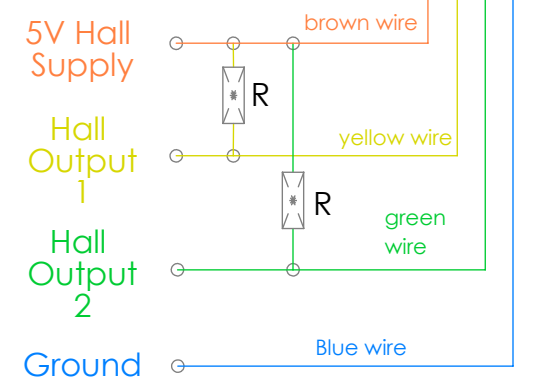 brown wire
5V Hall
Supply
R
Hall
Output
1
yellow wire
R
Hall
Output
2
green
wire
Blue wire
Ground